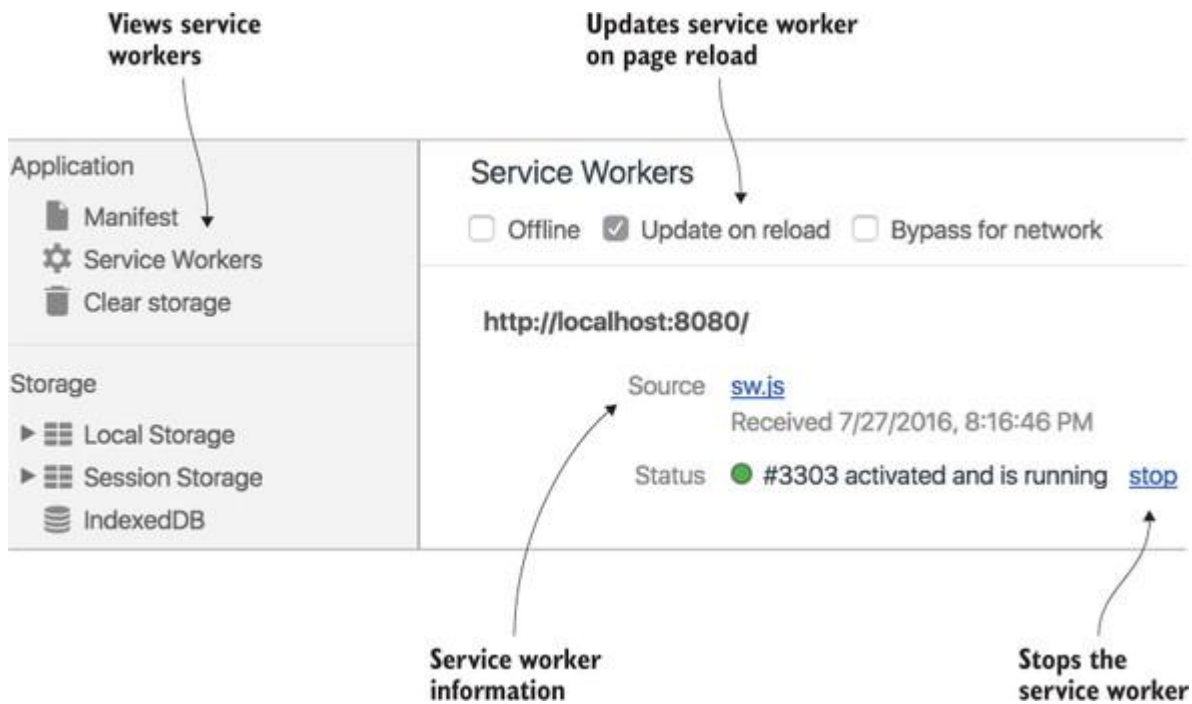 Views service
workers
Updates service worker
on page reload
Application
Manifest
Service Workers
Clear storage
Storage
Local Storage
Session Storage
IndexedDB
Service Workers
Offline Update on reload Bypass for network
http://localhost:8080/
Source sw.js
Received 7/27/2016, 8:16:46 PM
Status #3303 activated and is running stop
Service worker
information
Stops the
service worker